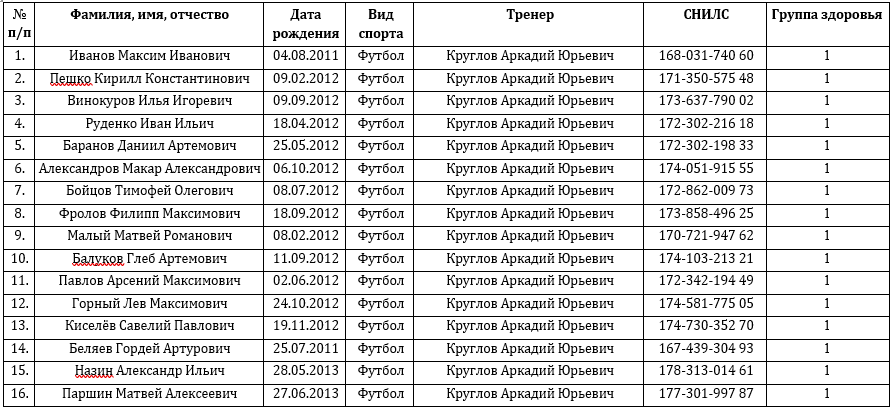 № п/п Фамилия, имя, отчество Дата рождения Вид спорта Тренер СНИЛС Группа здоровья
1. Иванов Максим Иванович 04.08.2011 Футбол Круглов Аркадий Юрьевич 168-031-740 60 1
2. Пешко Кирилл Константинович 09.02.2012 Футбол Круглов Аркадий Юрьевич 171-350-575 48 1
3. Винокуров Илья Игоревич 09.09.2012 Футбол Круглов Аркадий Юрьевич 173-637-790 02 1
4. Руденко Иван Ильич 18.04.2012 Футбол Круглов Аркадий Юрьевич 172-302-216 18 1
5. Баранов Даниил Артемович 25.05.2012 Футбол Круглов Аркадий Юрьевич 172-302-198 33 1
6. Александров Макар Александрович 06.10.2012 Футбол Круглов Аркадий Юрьевич 174-051-915 55 1
7. Бойцов Тимофей Олегович 08.07.2012 Футбол Круглов Аркадий Юрьевич 172-862-009 73 1
8. Фролов Филипп Максимович 18.09.2012 Футбол Круглов Аркадий Юрьевич 173-858-496 25 1
9. Малый Матвей Романович 08.02.2012 Футбол Круглов Аркадий Юрьевич 170-721-947 62 1
10. Балуков Глеб Артемович 11.09.2012 Футбол Круглов Аркадий Юрьевич 174-103-213 21 1
11. Павлов Арсений Максимович 02.06.2012 Футбол Круглов Аркадий Юрьевич 172-342-194 49 1
12. Горный Лев Максимович 24.10.2012 Футбол Круглов Аркадий Юрьевич 174-581-775 05 1
13. Киселёв Савелий Павлович 19.11.2012 Футбол Круглов Аркадий Юрьевич 174-730-352 70 1
14. Беляев Гордей Артурович 25.07.2011 Футбол Круглов Аркадий Юрьевич 167-439-304 93 1
15. Назин Александр Ильич 28.05.2013 Футбол Круглов Аркадий Юрьевич 178-313-014 61 1
16. Паршин Матвей Алексеевич 27.06.2013 Футбол Круглов Аркадий Юрьевич 177-301-997 87 1